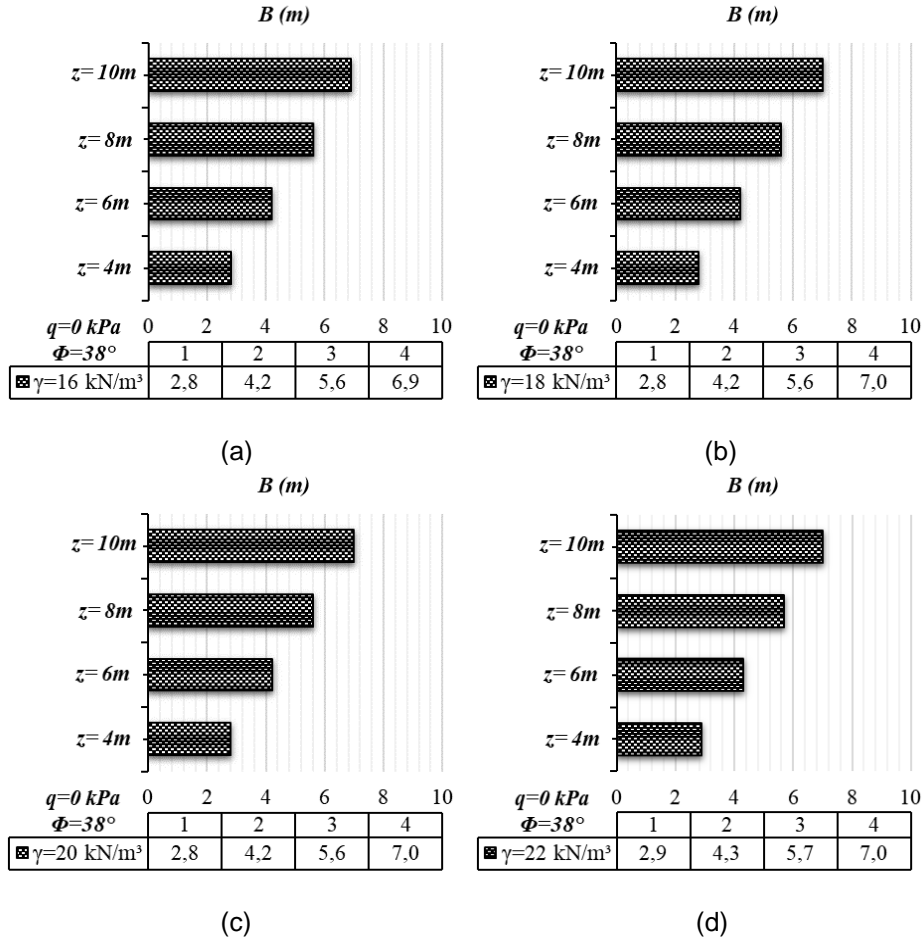 B (m)
z= 10m
z= 8m
z= 6m
z= 4m
q=0 kPa 0 2 4 6 8 10
Φ=38° 1 2 3 4
γ=16 kN/m³ 2,8 4,2 5,6 6,9
(a)
B (m)
z= 10m
z= 8m
z= 6m
z= 4m
q=0 kPa 0 2 4 6 8 10
Φ=38° 1 2 3 4
γ=18 kN/m³ 2,8 4,2 5,6 7,0
(b)
B (m)
z= 10m
z= 8m
z= 6m
z= 4m
q=0 kPa 0 2 4 6 8 10
Φ=38° 1 2 3 4
γ=20 kN/m³ 2,8 4,2 5,6 7,0
(c)
B (m)
z= 10m
z= 8m
z= 6m
z= 4m
q=0 kPa 0 2 4 6 8 10
Φ=38° 1 2 3 4
γ=22 kN/m³ 2,9 4,3 5,7 7,0
(d)